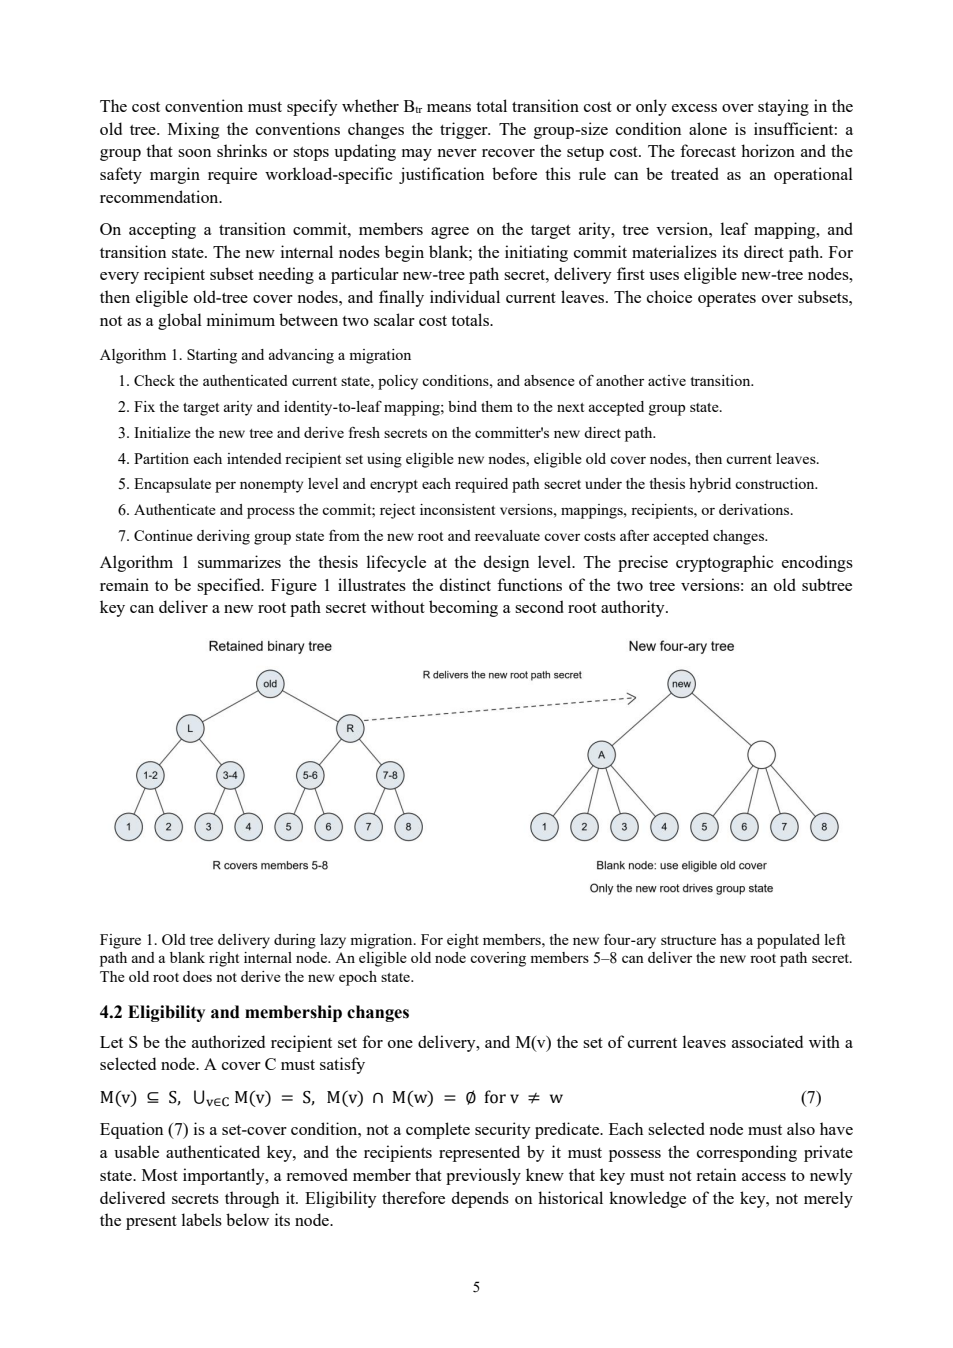 The cost convention must specify whether Btr means total transition cost or only excess over staying in the
old tree. Mixing the conventions changes the trigger. The group-size condition alone is insufficient: a
group that soon shrinks or stops updating may never recover the setup cost. The forecast horizon and the
safety margin require workload-specific justification before this rule can be treated as an operational
recommendation.
On accepting a transition commit, members agree on the target arity, tree version, leaf mapping, and
transition state. The new internal nodes begin blank; the initiating commit materializes its direct path. For
every recipient subset needing a particular new-tree path secret, delivery first uses eligible new-tree nodes,
then eligible old-tree cover nodes, and finally individual current leaves. The choice operates over subsets,
not as a global minimum between two scalar cost totals.
Algorithm 1. Starting and advancing a migration
1. Check the authenticated current state, policy conditions, and absence of another active transition.
2. Fix the target arity and identity-to-leaf mapping; bind them to the next accepted group state.
3. Initialize the new tree and derive fresh secrets on the committer's new direct path.
4. Partition each intended recipient set using eligible new nodes, eligible old cover nodes, then current leaves.
5. Encapsulate per nonempty level and encrypt each required path secret under the thesis hybrid construction.
6. Authenticate and process the commit; reject inconsistent versions, mappings, recipients, or derivations.
7. Continue deriving group state from the new root and reevaluate cover costs after accepted changes.
Algorithm 1 summarizes the thesis lifecycle at the design level. The precise cryptographic encodings
remain to be specified. Figure 1 illustrates the distinct functions of the two tree versions: an old subtree
key can deliver a new root path secret without becoming a second root authority.
Retained binary tree
New four-ary tree
R delivers the new root path secret
old
new
L
R
A
1-2
3-4
5-6
7-8
1 2 3 4 5 6 7 8
1 2 3 4 5 6 7 8
R covers members 5-8
Blank node: use eligible old cover
Only the new root drives group state
Figure 1. Old tree delivery during lazy migration. For eight members, the new four-ary structure has a populated left
path and a blank right internal node. An eligible old node covering members 5–8 can deliver the new root path secret.
The old root does not derive the new epoch state.
4.2 Eligibility and membership changes
Let S be the authorized recipient set for one delivery, and M(v) the set of current leaves associated with a
selected node. A cover C must satisfy
M(v) ⊆ S, ⋃v∈C M(v) = S, M(v) ∩ M(w) = ∅ for v ≠ w (7)
Equation (7) is a set-cover condition, not a complete security predicate. Each selected node must also have
a usable authenticated key, and the recipients represented by it must possess the corresponding private
state. Most importantly, a removed member that previously knew that key must not retain access to newly
delivered secrets through it. Eligibility therefore depends on historical knowledge of the key, not merely
the present labels below its node.
5